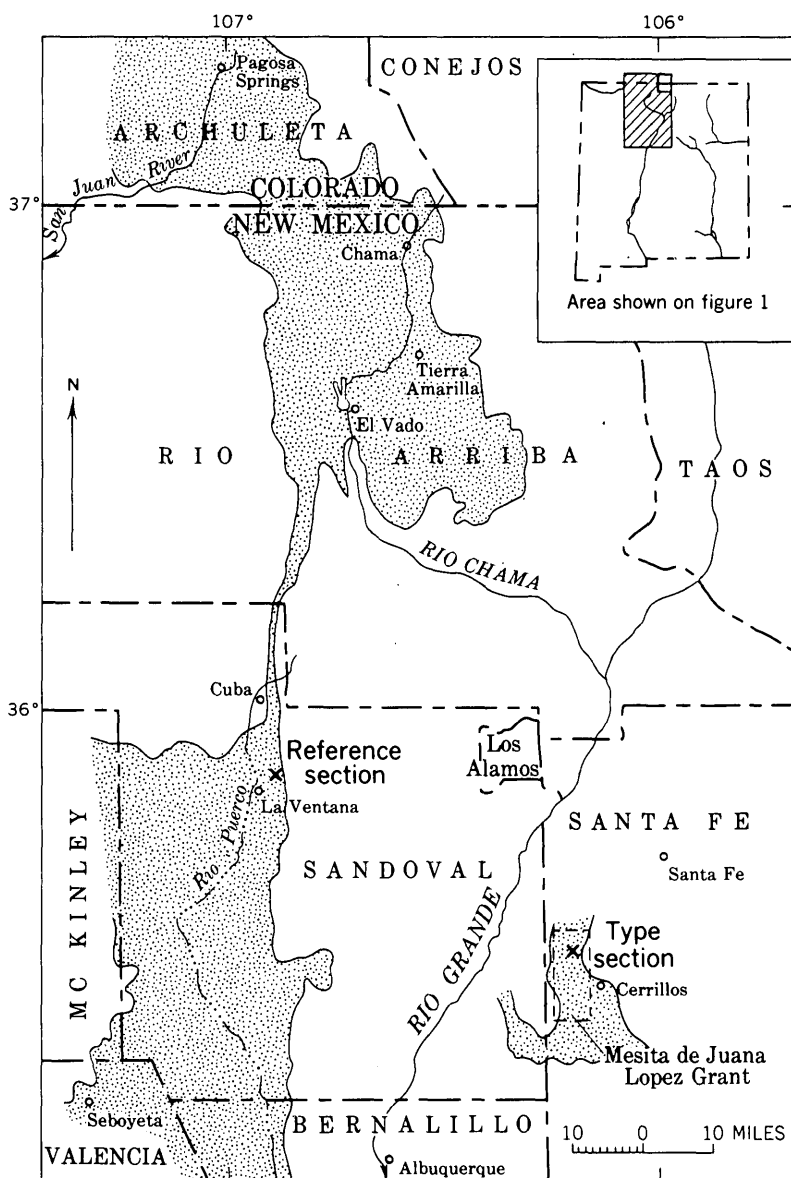 107°
106°
Pagosa
Springs
CONEJOS
ARCHULETA
San Juan River
COLORADO
37°
NEW MEXICO
Chama
Area shown on figure 1
Tierra
Amarilla
N
El Vado
RIO ARRIBA
TAOS
RIO CHAMA
Cuba
36°
Reference
section
Los
Alamos
La Ventana
Rio Puerco
SANTA FE
MC KINLEY
SANDOVAL
Santa Fe
RIO GRANDE
Type
section
Cerrillos
Mesita de Juana
Lopez Grant
Seboyeta
BERNALILLO
10 0 10 MILES
VALENCIA
Albuquerque